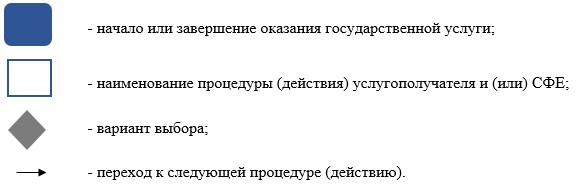 - начало или завершение оказания государственной услуги;
- наименование процедуры (действия) услугополучателя и (или) СФЕ;
- вариант выбора;
- переход к следующей процедуре (действию).